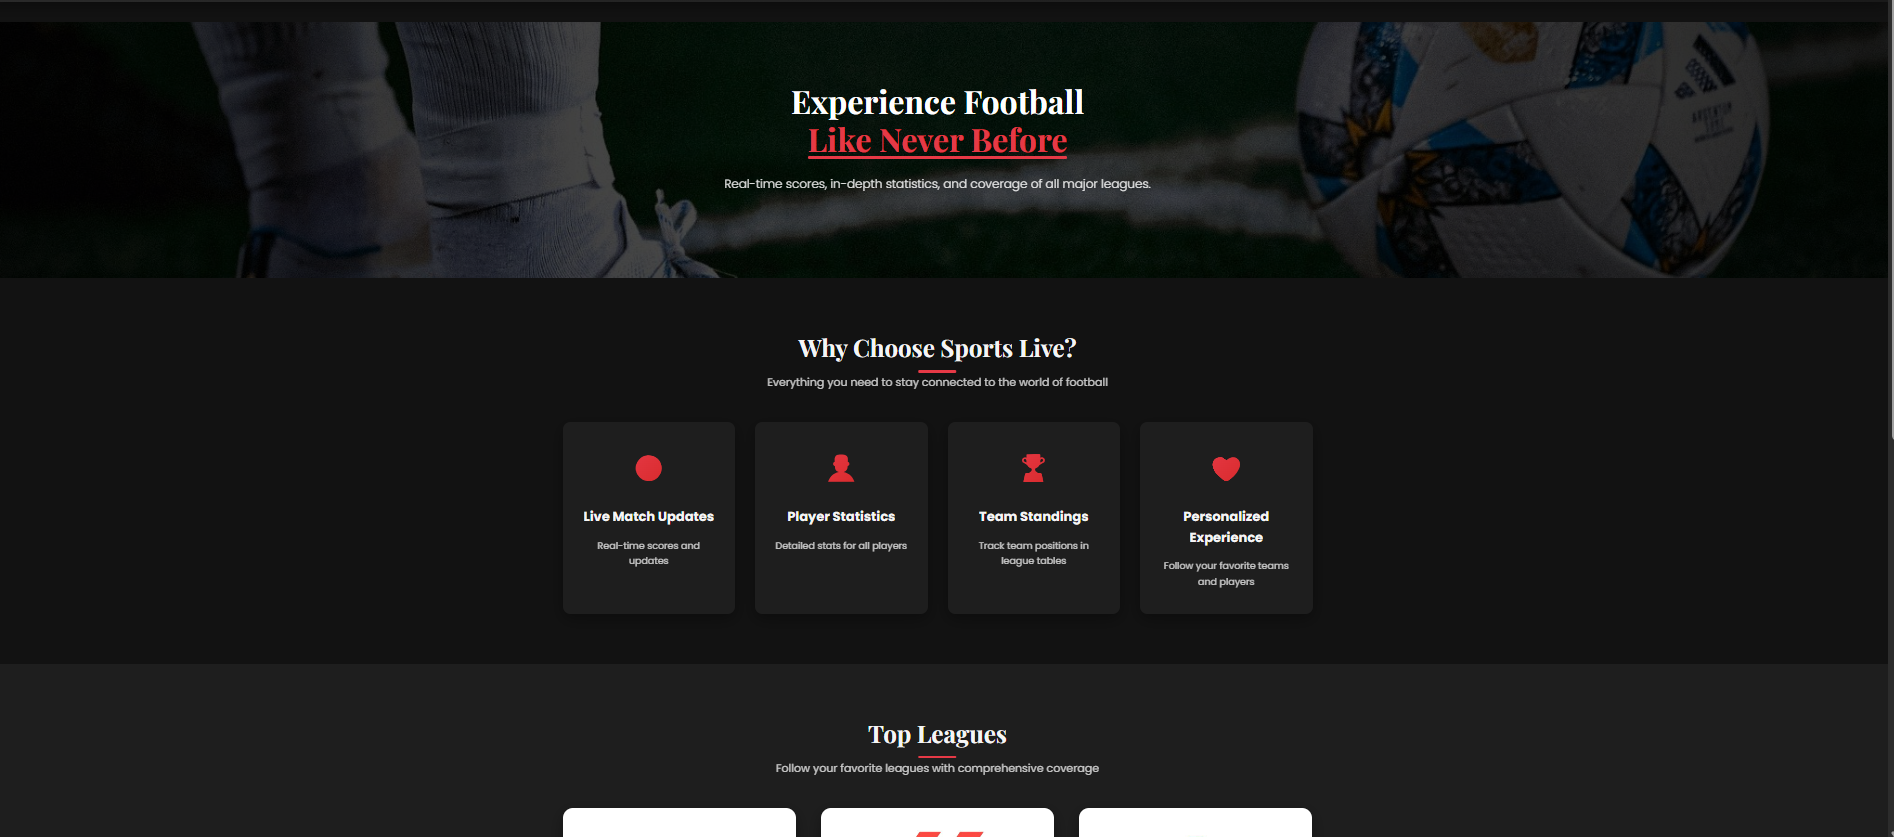 Experience Football
Like Never Before
Real-time scores, in-depth statistics, and coverage of all major leagues.
Why Choose Sports Live?
Everything you need to stay connected to the world of football
Live Match Updates
Real-time scores and
updates
Player Statistics
Detailed stats for all players
Team Standings
Track team positions in
league tables
Personalized
Experience
Follow your favorite teams
and players
Top Leagues
Follow your favorite leagues with comprehensive coverage